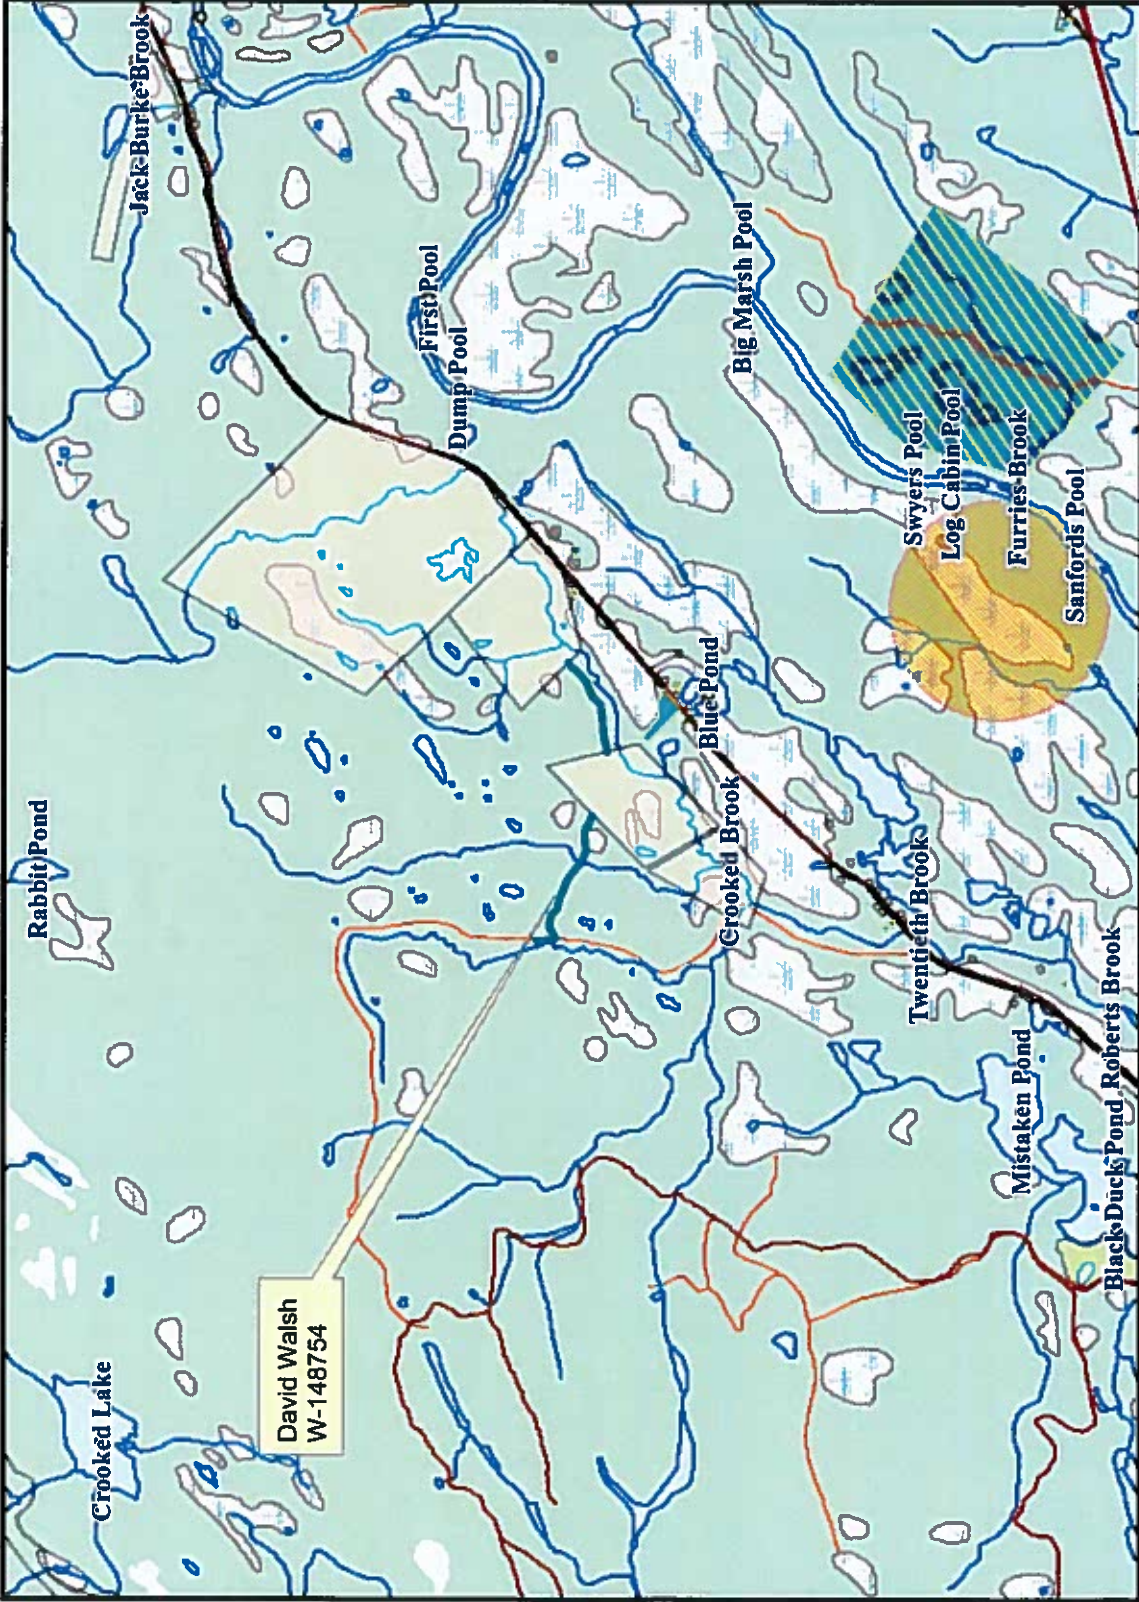 Rabbit Pond
Crooked Lake
Jack Burke Brook
David Walsh
W-148754
First Pool
Dump Pool
Blue Pond
Crooked Brook
Big Marsh Pool
Swyers Pool
Twentieth Brook
Log Cabin Pool
Furries Brook
Mistaken Pond
Sanfords Pool
Black Duck Pond
Roberts Brook